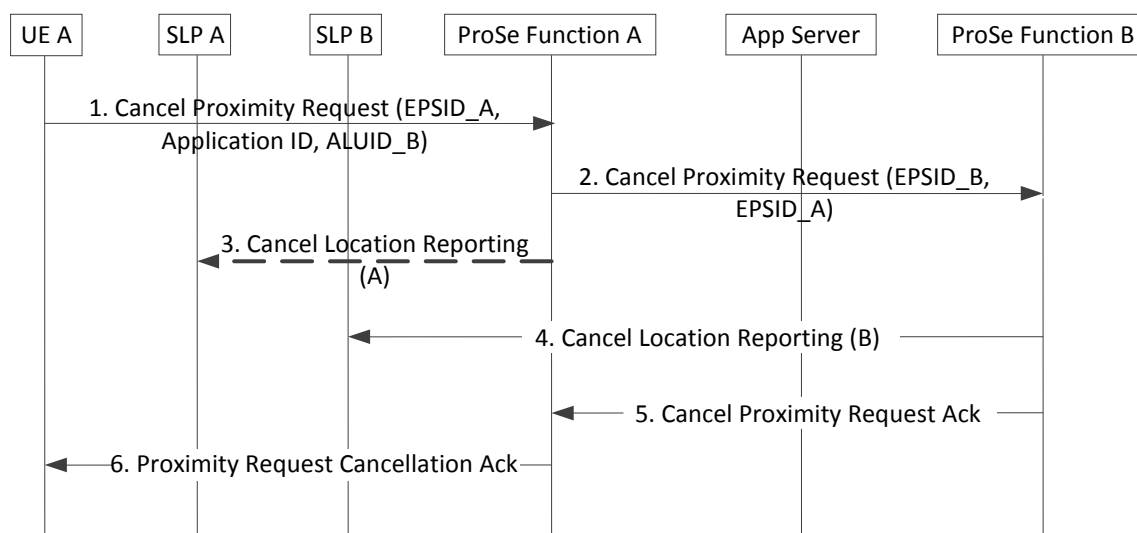 UE A
SLP A
SLP B
ProSe Function A
App Server
ProSe Function B
1. Cancel Proximity Request (EPSID_A,
Application ID, ALUID_B)
2. Cancel Proximity Request (EPSID_B,
EPSID_A)
3. Cancel Location Reporting
(A)
4. Cancel Location Reporting (B)
5. Cancel Proximity Request Ack
6. Proximity Request Cancellation Ack